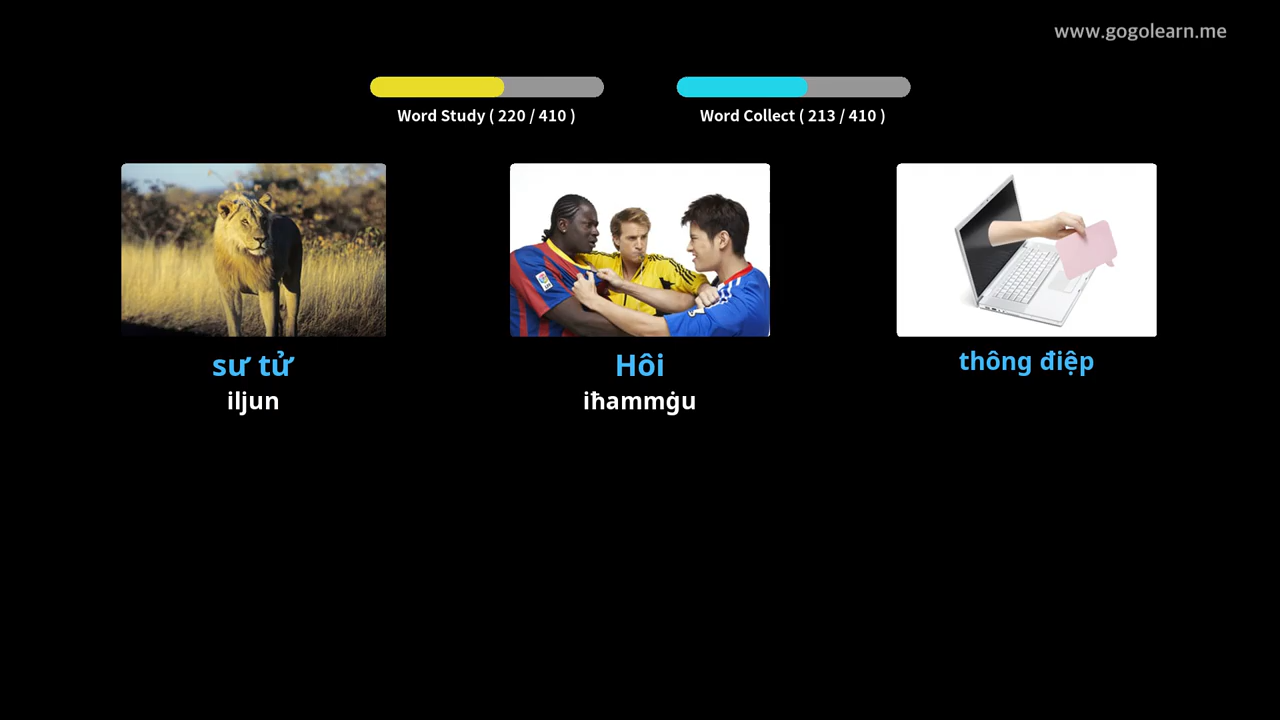 www.gogolearn.me
Word Study ( 220 / 410 )
Word Collect ( 213 / 410 )
sư tử
iljun
Hôi
iħammġu
thông điệp